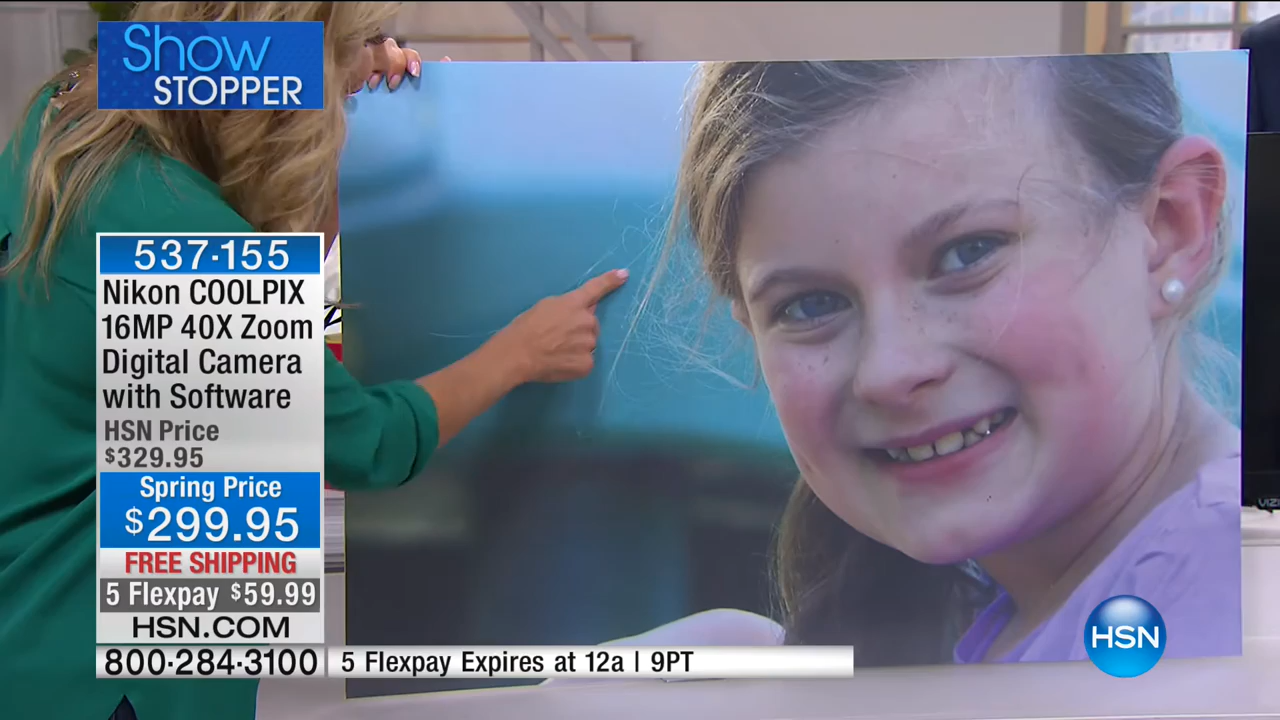 Show
STOPPER
537·155
Nikon COOLPIX
16MP 40X Zoom
Digital Camera
with Software
HSN Price
$329.95
Spring Price
$299.95
FREE SHIPPING
5 Flexpay $59.99
HSN.COM
800·284·3100
5 Flexpay Expires at 12a | 9PT
HSN